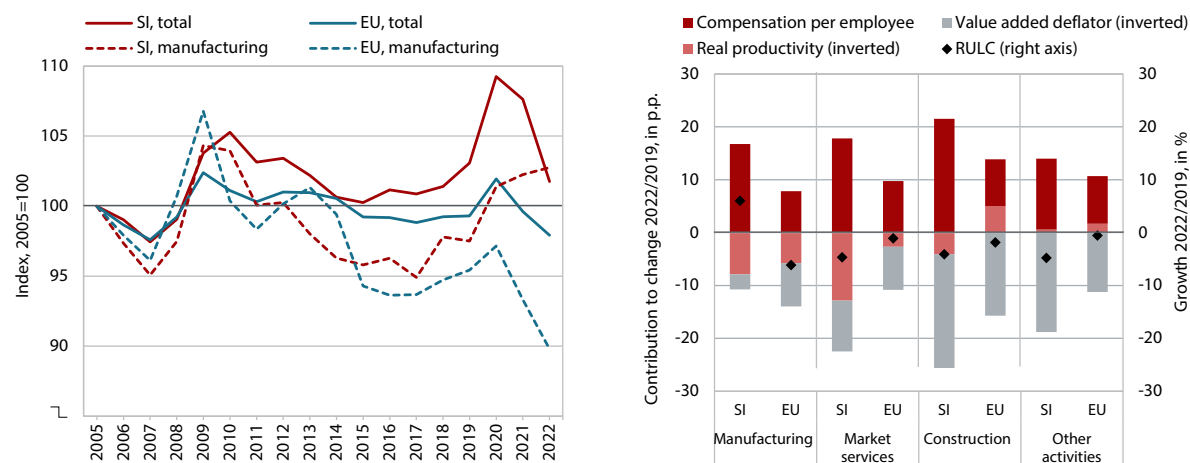 SI, total
EU, total
SI, manufacturing
EU, manufacturing
Index, 2005=100
110
105
100
95
90
2005
2006
2007
2008
2009
2010
2011
2012
2013
2014
2015
2016
2017
2018
2019
2020
2021
2022
Compensation per employee
Value added deflator (inverted)
Real productivity (inverted)
RULC (right axis)
Contribution to change 2022/2019, in p.p.
30
20
10
0
-10
-20
-30
30
20
10
0
-10
-20
-30
Growth 2022/2019, in %
SI EU SI EU SI EU SI EU
Manufacturing Market Construction Other
services activities